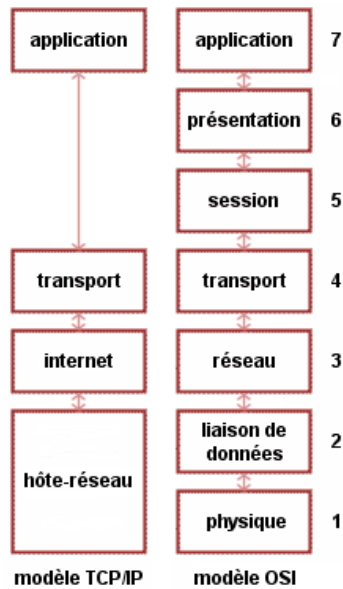 application
application
7
présentation
6
session
5
transport
transport
4
internet
réseau
3
hôte-réseau
liaison de
données
2
physique
1
modèle TCP/IP
modèle OSI